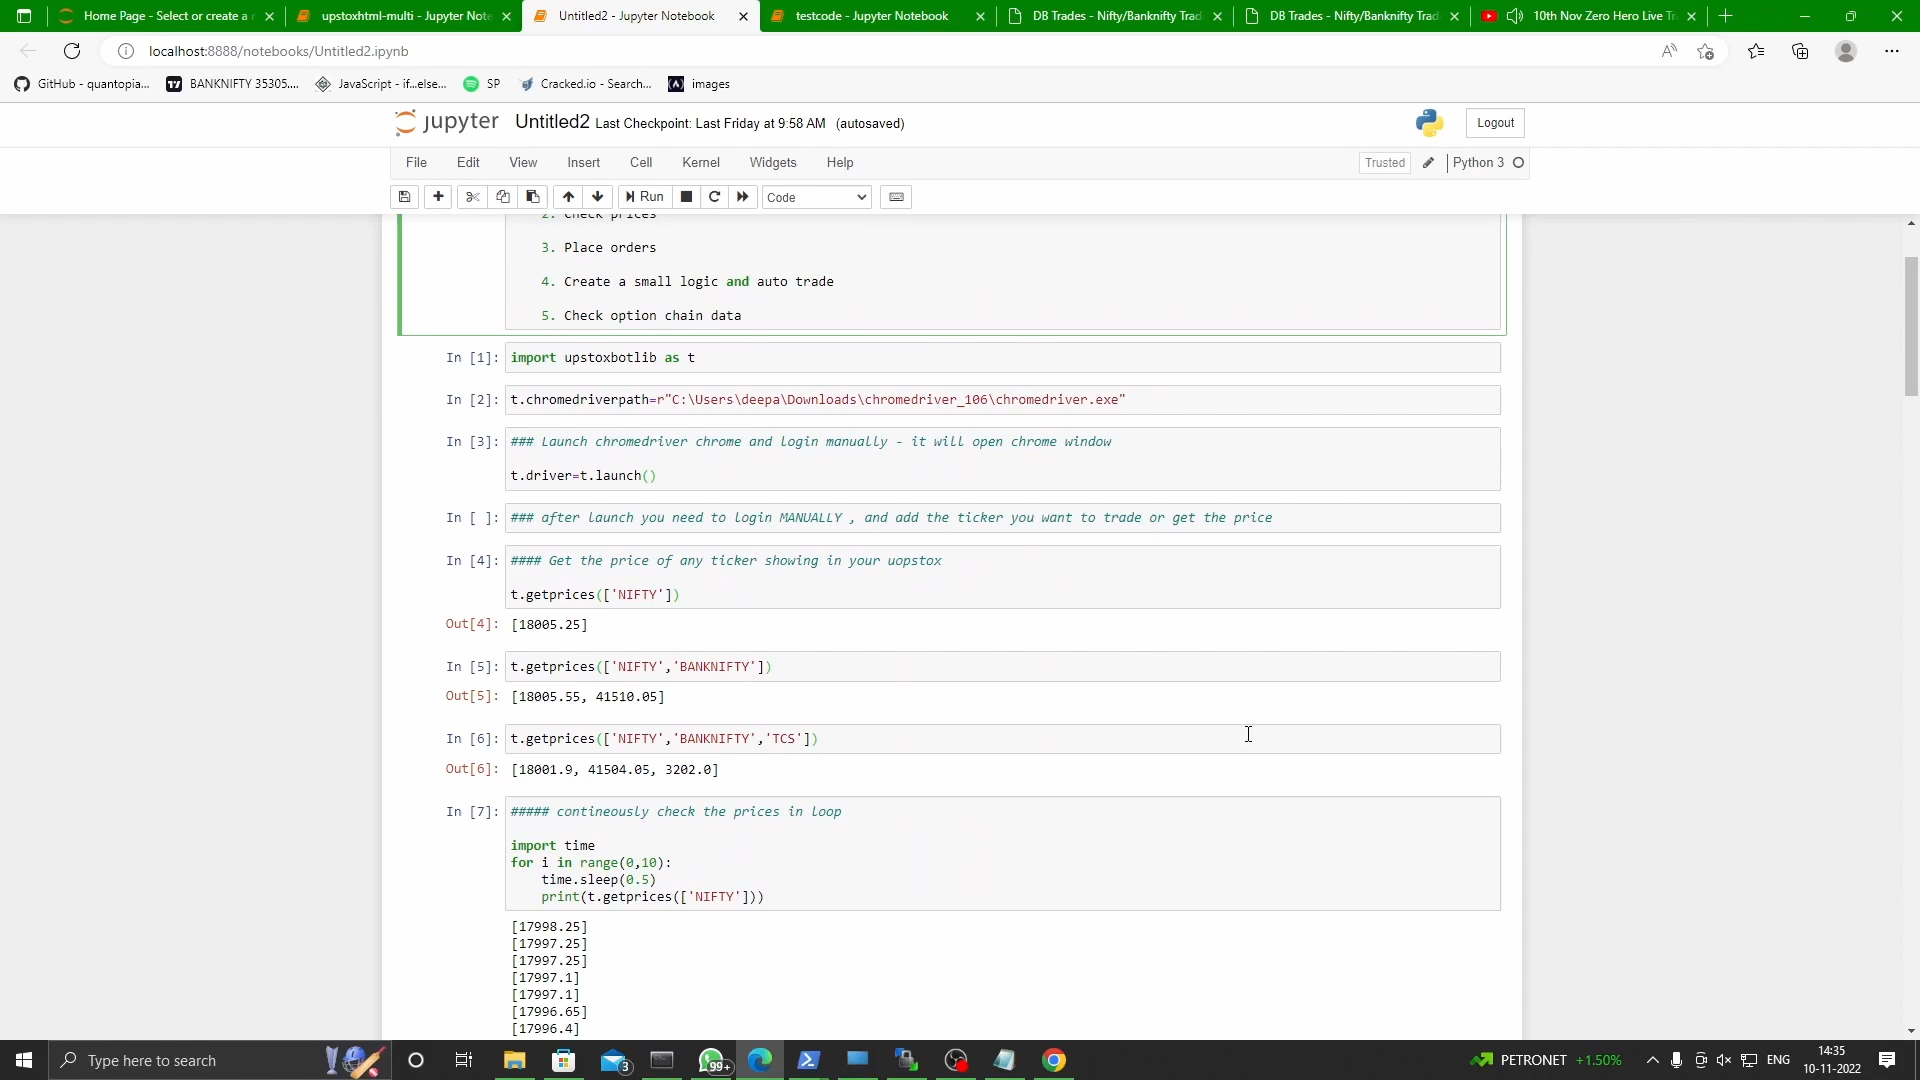 Home Page - Select or create a n
upstoxhtml-multi - Jupyter Note
Untitled2 - Jupyter Notebook
testcode - Jupyter Notebook
DB Trades - Nifty/Banknifty Trad
DB Trades - Nifty/Banknifty Trad
10th Nov Zero Hero Live Tr
localhost:8888/notebooks/Untitled2.ipynb
GitHub - quantopia...
BANKNIFTY 35305....
JavaScript - if...else...
SP
Cracked.io - Search...
images
jupyter Untitled2 Last Checkpoint: Last Friday at 9:58 AM (autosaved)
Logout
File Edit View Insert Cell Kernel Widgets Help
Trusted
Python 3
Run
Code
2. Check prices
3. Place orders
4. Create a small logic and auto trade
5. Check option chain data
In [1]: import upstoxbotlib as t
In [2]: t.chromedriverpath=r"C:\Users\deepa\Downloads\chromedriver_106\chromedriver.exe"
In [3]: ### Launch chromedriver chrome and login manually - it will open chrome window
t.driver=t.launch()
In [ ]: ### after launch you need to login MANUALLY , and add the ticker you want to trade or get the price
In [4]: #### Get the price of any ticker showing in your uopstox
t.getprices(['NIFTY'])
Out[4]: [18005.25]
In [5]: t.getprices(['NIFTY','BANKNIFTY'])
Out[5]: [18005.55, 41510.05]
In [6]: t.getprices(['NIFTY','BANKNIFTY','TCS'])
Out[6]: [18001.9, 41504.05, 3202.0]
In [7]: ##### contineously check the prices in loop
import time
for i in range(0,10):
time.sleep(0.5)
print(t.getprices(['NIFTY']))
[17998.25]
[17997.25]
[17997.25]
[17997.1]
[17997.1]
[17996.65]
[17996.4]
Type here to search
3
99+
PETRONET +1.50%
ENG
14:35
10-11-2022